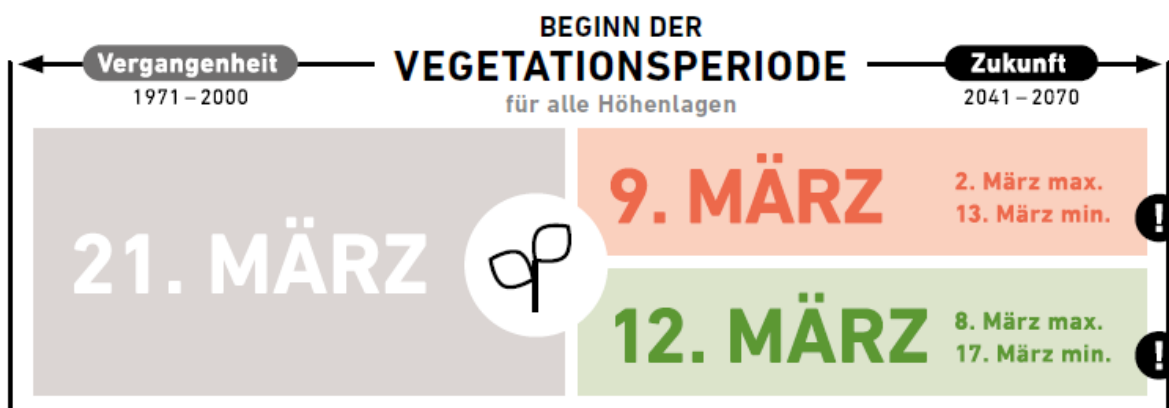 BEGINN DER
VEGETATIONSPERIODE
für alle Höhenlagen
Vergangenheit
1971 – 2000
Zukunft
2041 – 2070
21. MÄRZ
9. MÄRZ
2. März max.
13. März min.
!
12. MÄRZ
8. März max.
17. März min.
!